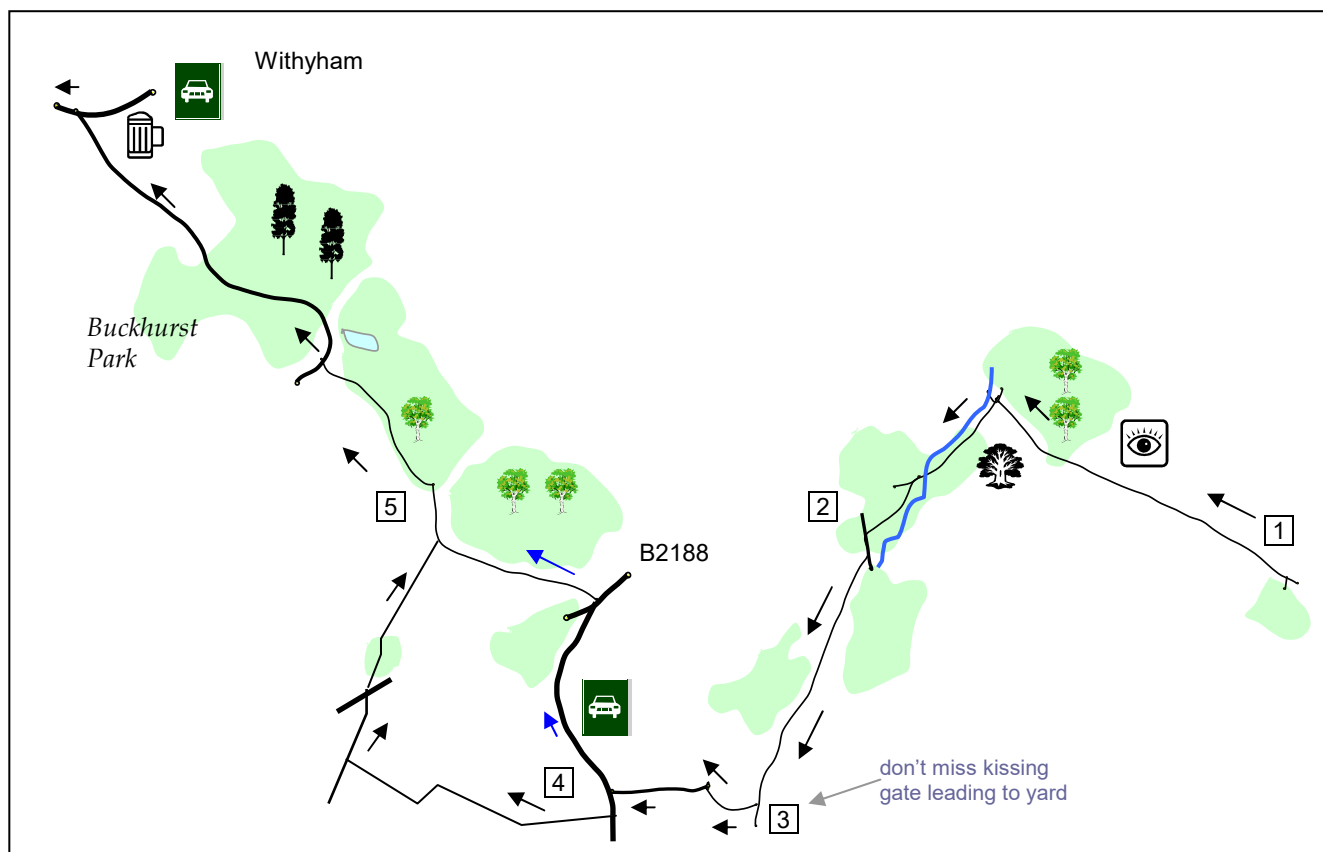 Withyham
Buckhurst
Park
1
2
5
B2188
4
don't miss kissing
gate leading to yard
3